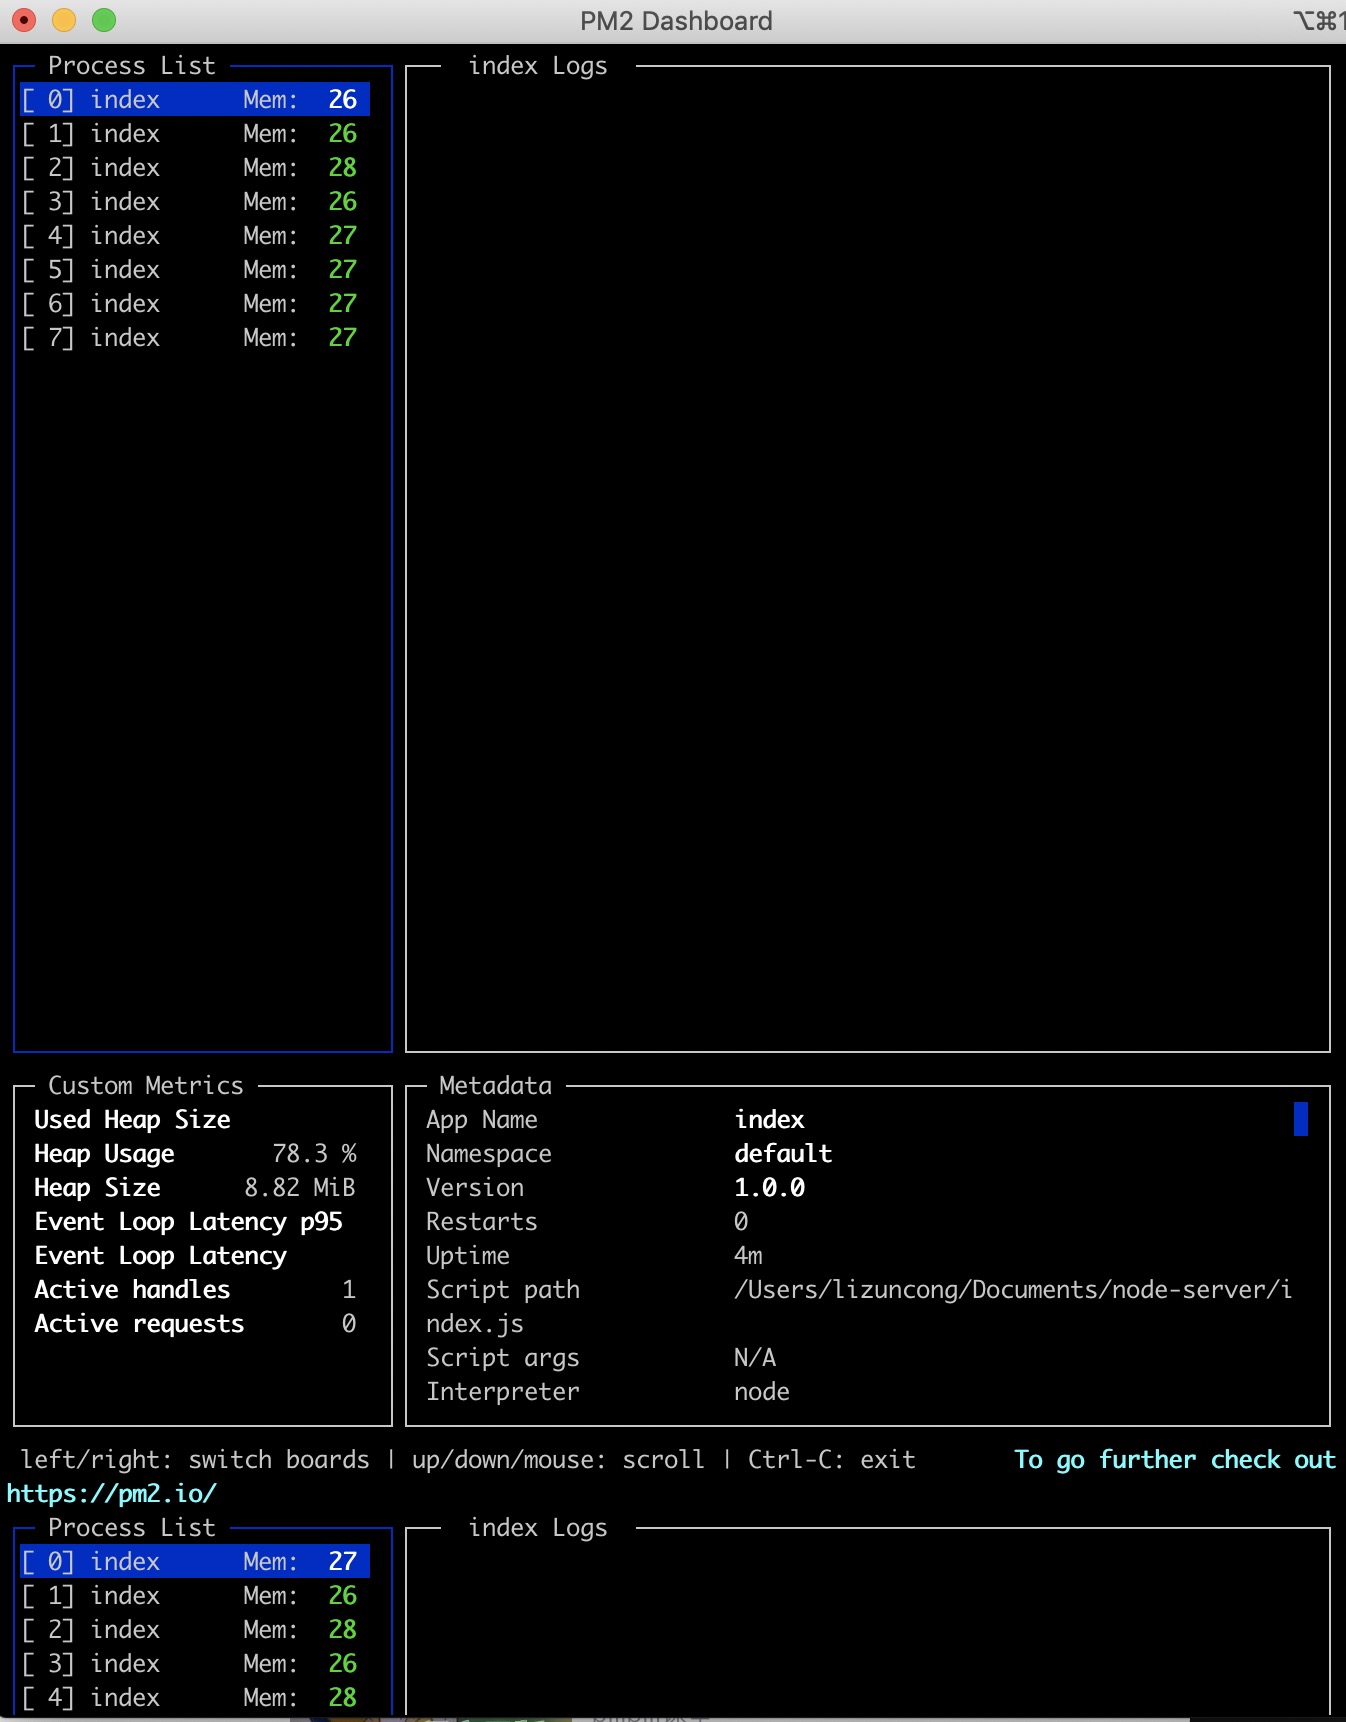 PM2 Dashboard ⌥⌘1
Process List
[ 0] index Mem: 26
[ 1] index Mem: 26
[ 2] index Mem: 28
[ 3] index Mem: 26
[ 4] index Mem: 27
[ 5] index Mem: 27
[ 6] index Mem: 27
[ 7] index Mem: 27
index Logs
Custom Metrics
Used Heap Size
Heap Usage 78.3 %
Heap Size 8.82 MiB
Event Loop Latency p95
Event Loop Latency
Active handles 1
Active requests 0
Metadata
App Name index
Namespace default
Version 1.0.0
Restarts 0
Uptime 4m
Script path /Users/lizuncong/Documents/node-server/i
ndex.js
Script args N/A
Interpreter node
left/right: switch boards | up/down/mouse: scroll | Ctrl-C: exit To go further check out
https://pm2.io/
Process List
[ 0] index Mem: 27
[ 1] index Mem: 26
[ 2] index Mem: 28
[ 3] index Mem: 26
[ 4] index Mem: 28
index Logs